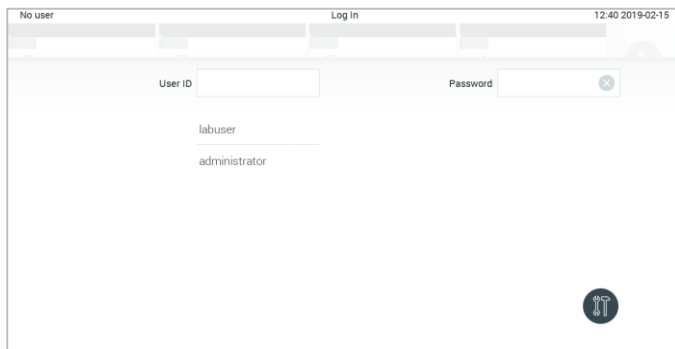 No user Log In 12:40 2019-02-15
User ID Password
labuser
administrator